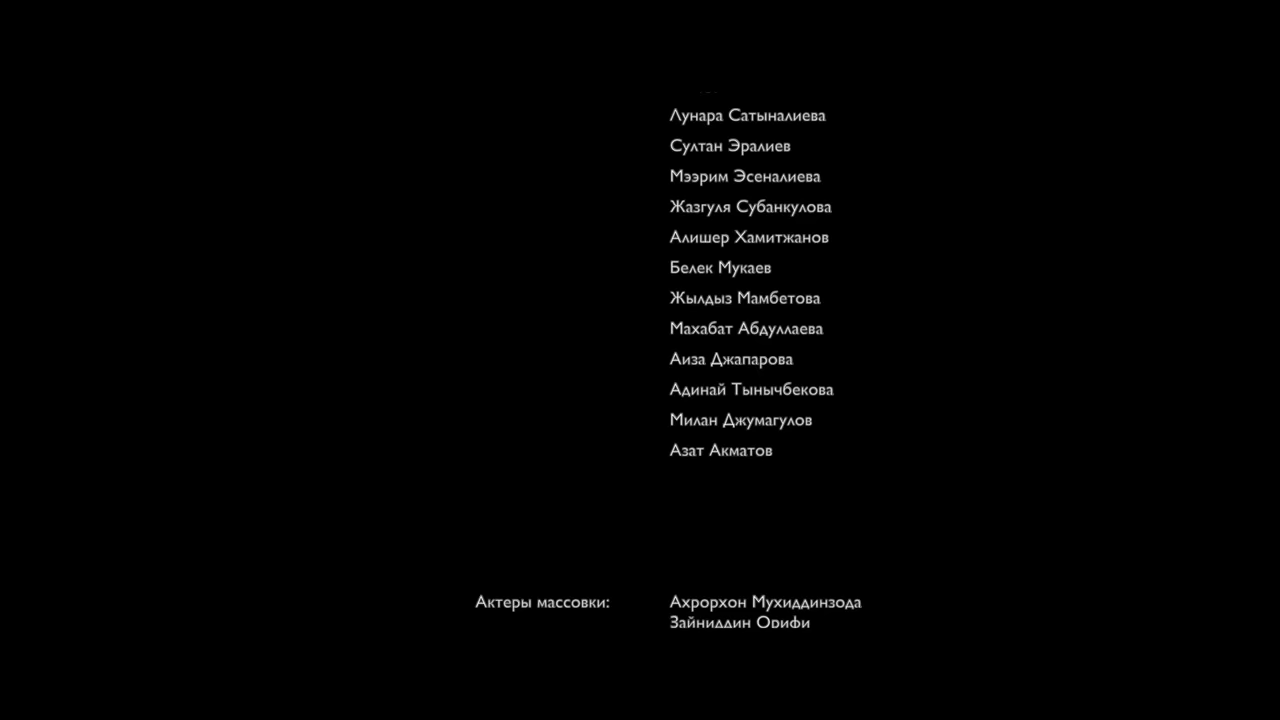 Лунара Сатыналиева
Султан Эралиев
Мээрим Эсеналиева
Жазгуля Субанкулова
Алишер Хамитжанов
Белек Мукаев
Жылдыз Мамбетова
Махабат Абдуллаева
Аиза Джапарова
Адинай Тынычбекова
Милан Джумагулов
Азат Акматов
Актеры массовки: Ахрорхон Мухиддинзода
Зайниддин Орифи